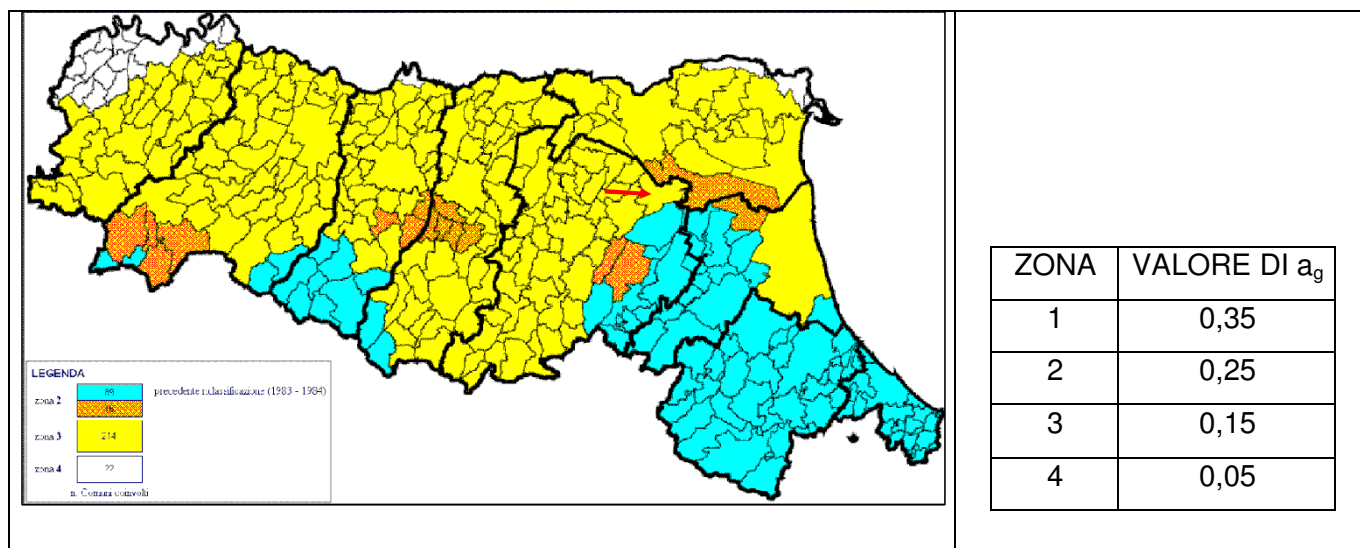 LEGENDA
zona 2
89
16
precedente riclassificazione (1983 - 1984)
zona 3
214
zona 4
22
n. Comuni coinvolti
ZONA VALORE DI ag
1 0,35
2 0,25
3 0,15
4 0,05